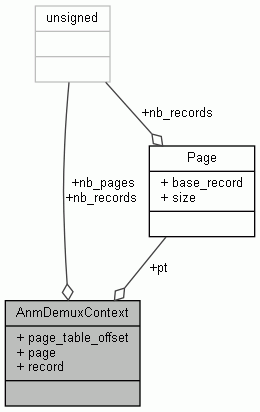 unsigned
+nb_records
+nb_pages
+nb_records
Page
+ base_record
+ size
+pt
AnmDemuxContext
+ page_table_offset
+ page
+ record